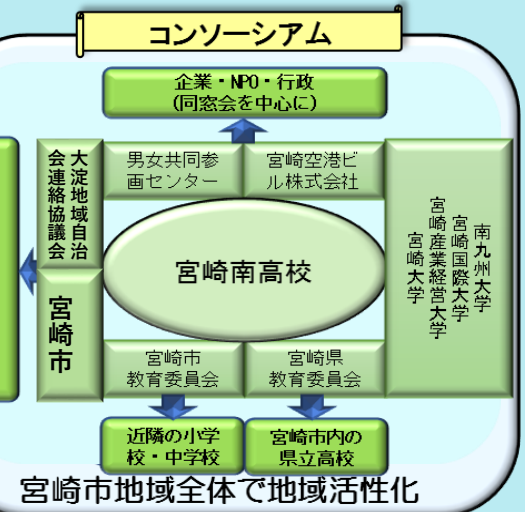 コンソーシアム
企業・NPO・行政
(同窓会を中心に)
大淀地域自治
会連絡協議会
男女共同参
画センター
宮崎空港ビ
ル株式会社
南九州大学
宮崎国際大学
宮崎産業経営大学
宮崎大学
宮崎南高校
宮崎市
宮崎市
教育委員会
宮崎県
教育委員会
近隣の小学
校・中学校
宮崎市内の
県立高校
宮崎市地域全体で地域活性化